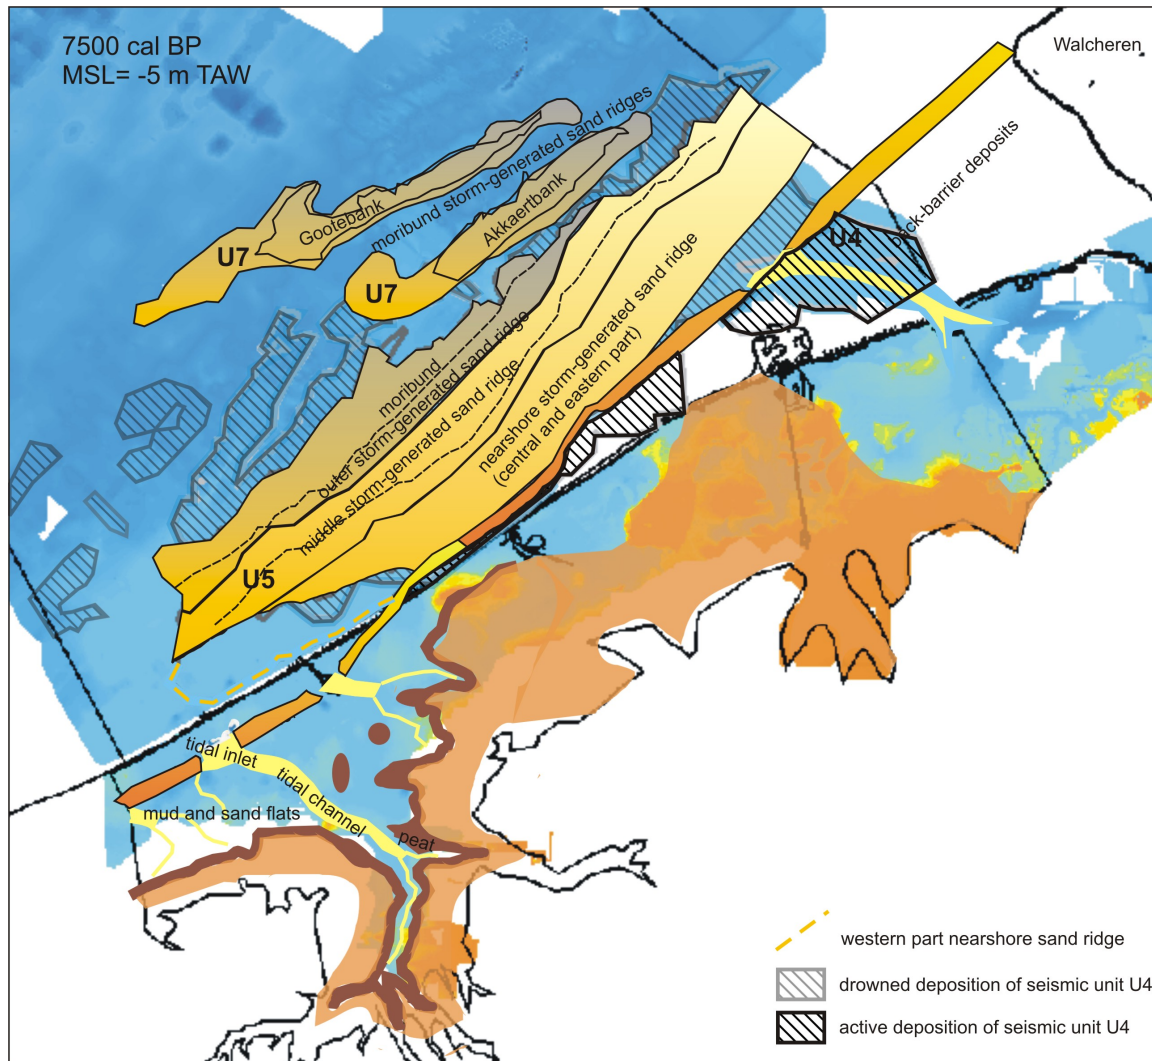 7500 cal BP
MSL= -5 m TAW
Walcheren
back-barrier deposits
U4
moribund storm-generated sand ridges
Gootebank
Akkaertbank
U7
U7
moribund
outer storm-generated sand ridge
middle storm-generated sand ridge
nearshore storm-generated sand ridge
(central and eastern part)
U5
tidal inlet
tidal channel
mud and sand flats
peat
western part nearshore sand ridge
drowned deposition of seismic unit U4
active deposition of seismic unit U4